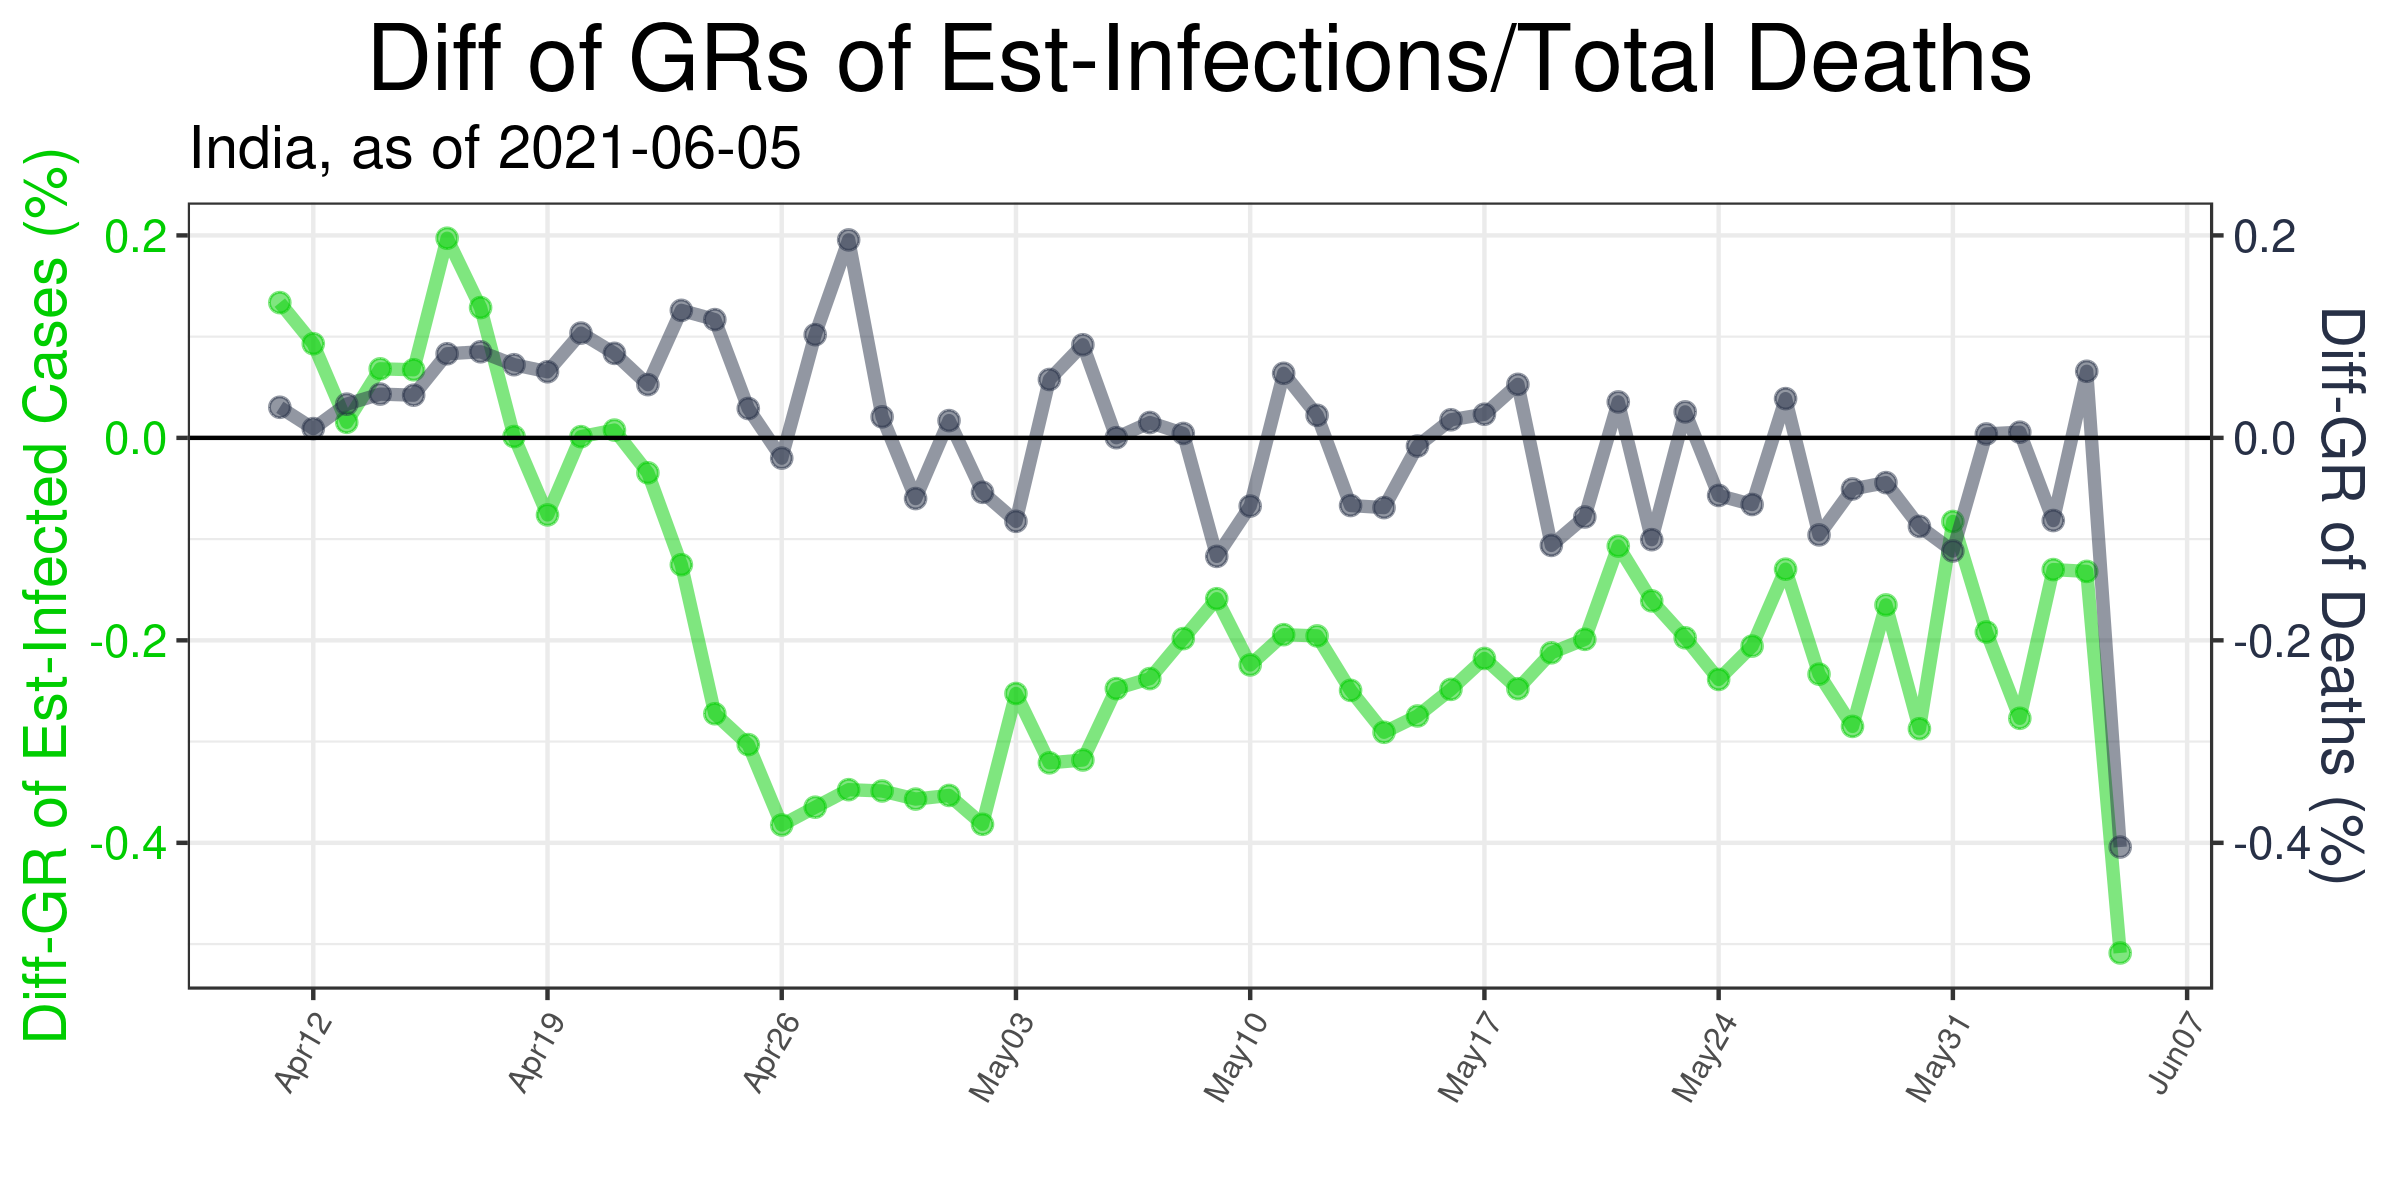 Diff of GRs of Est-Infections/Total Deaths
India, as of 2021-06-05
Diff-GR of Est-Infected Cases (%)
0.2
0.0
-0.2
-0.4
0.2
0.0
-0.2
-0.4
Diff-GR of Deaths (%)
Apr12
Apr19
Apr26
May03
May10
May17
May24
May31
Jun07